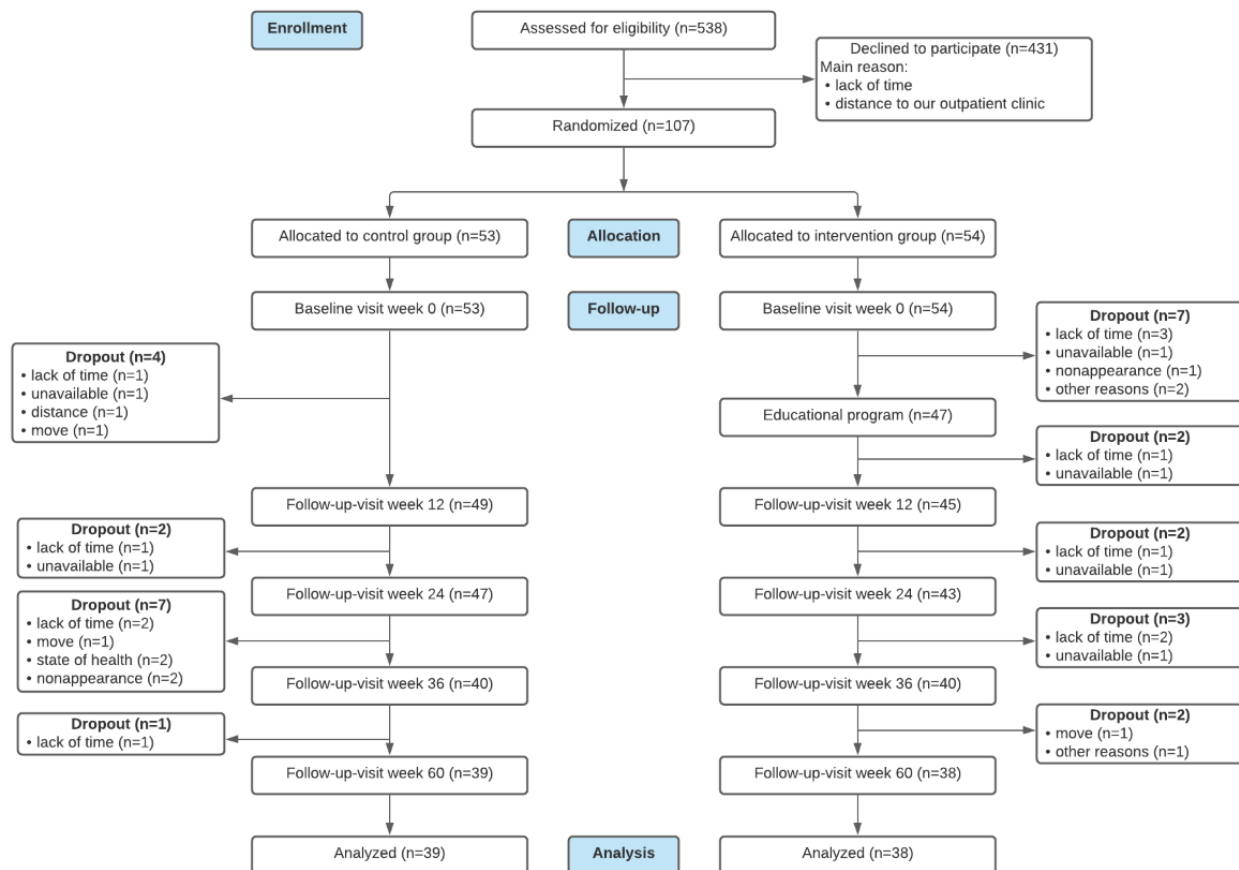 Enrollment
Assessed for eligibility (n=538)
Declined to participate (n=431)
Main reason:
• lack of time
• distance to our outpatient clinic
Randomized (n=107)
Allocated to control group (n=53)
Allocation
Allocated to intervention group (n=54)
Baseline visit week 0 (n=53)
Follow-up
Baseline visit week 0 (n=54)
Dropout (n=7)
• lack of time (n=3)
• unavailable (n=1)
• nonappearance (n=1)
• other reasons (n=2)
Dropout (n=4)
• lack of time (n=1)
• unavailable (n=1)
• distance (n=1)
• move (n=1)
Educational program (n=47)
Dropout (n=2)
• lack of time (n=1)
• unavailable (n=1)
Follow-up-visit week 12 (n=49)
Follow-up-visit week 12 (n=45)
Dropout (n=2)
• lack of time (n=1)
• unavailable (n=1)
Dropout (n=2)
• lack of time (n=1)
• unavailable (n=1)
Follow-up-visit week 24 (n=47)
Follow-up-visit week 24 (n=43)
Dropout (n=7)
• lack of time (n=2)
• move (n=1)
• state of health (n=2)
• nonappearance (n=2)
Dropout (n=3)
• lack of time (n=2)
• unavailable (n=1)
Follow-up-visit week 36 (n=40)
Follow-up-visit week 36 (n=40)
Dropout (n=1)
• lack of time (n=1)
Dropout (n=2)
• move (n=1)
• other reasons (n=1)
Follow-up-visit week 60 (n=39)
Follow-up-visit week 60 (n=38)
Analyzed (n=39)
Analysis
Analyzed (n=38)